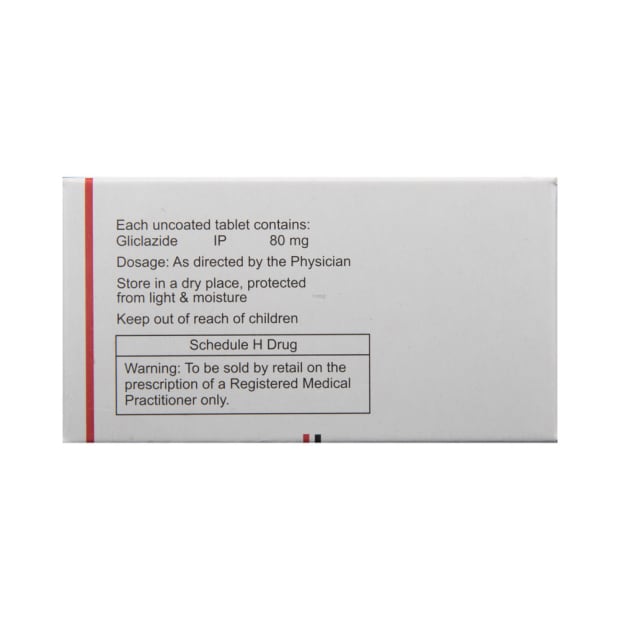 Each uncoated tablet contains:
Gliclazide IP 80 mg
Dosage: As directed by the Physician
Store in a dry place, protected
from light & moisture
Keep out of reach of children
Schedule H Drug
Warning: To be sold by retail on the
prescription of a Registered Medical
Practitioner only.